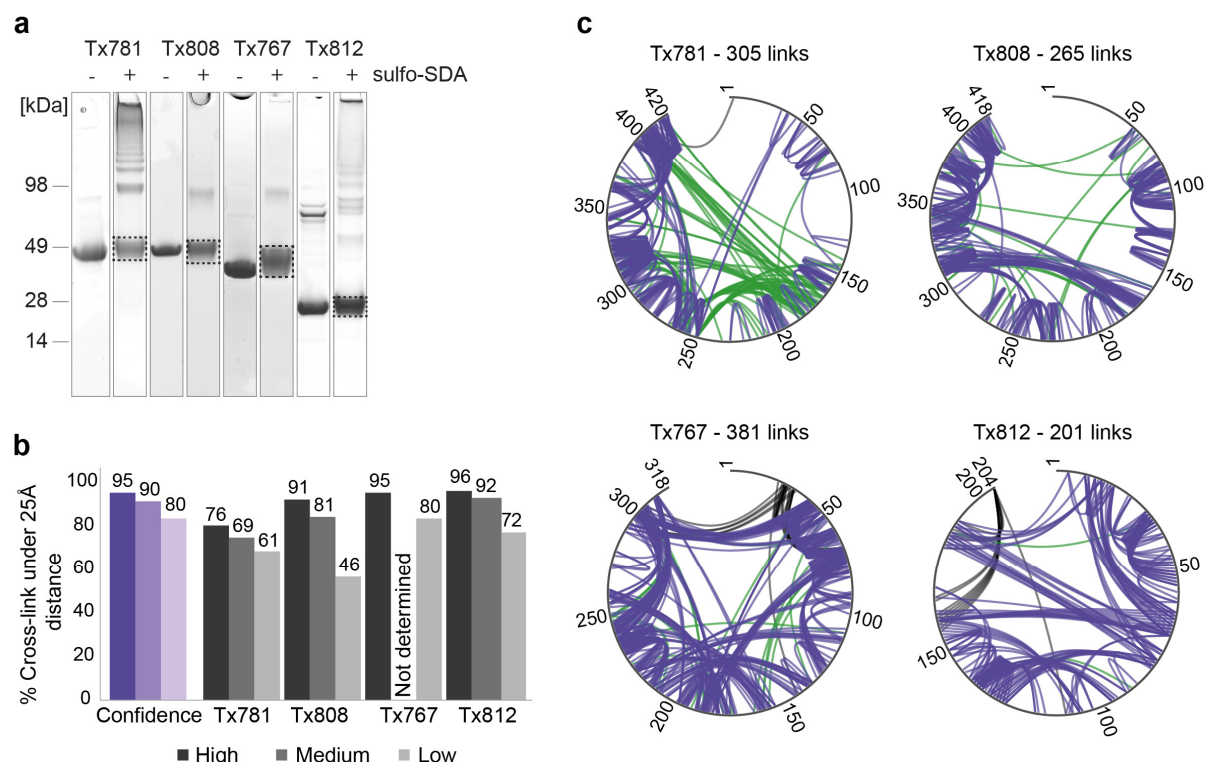 a
Tx781 Tx808 Tx767 Tx812
- + - + - + - + sulfo-SDA
[kDa]
98
49
28
14
b
% Cross-link under 25Å
distance
100
80
60
40
20
0
95 90 80
76 69 61
91 81 46
95 Not determined 80
96 92 72
Confidence Tx781 Tx808 Tx767 Tx812
High Medium Low
c
Tx781 - 305 links
1 50 100 150 200 250 300 350 400 420
Tx808 - 265 links
1 50 100 150 200 250 300 350 400 418
Tx767 - 381 links
1 50 100 150 200 250 300 318
Tx812 - 201 links
1 50 100 150 200 204